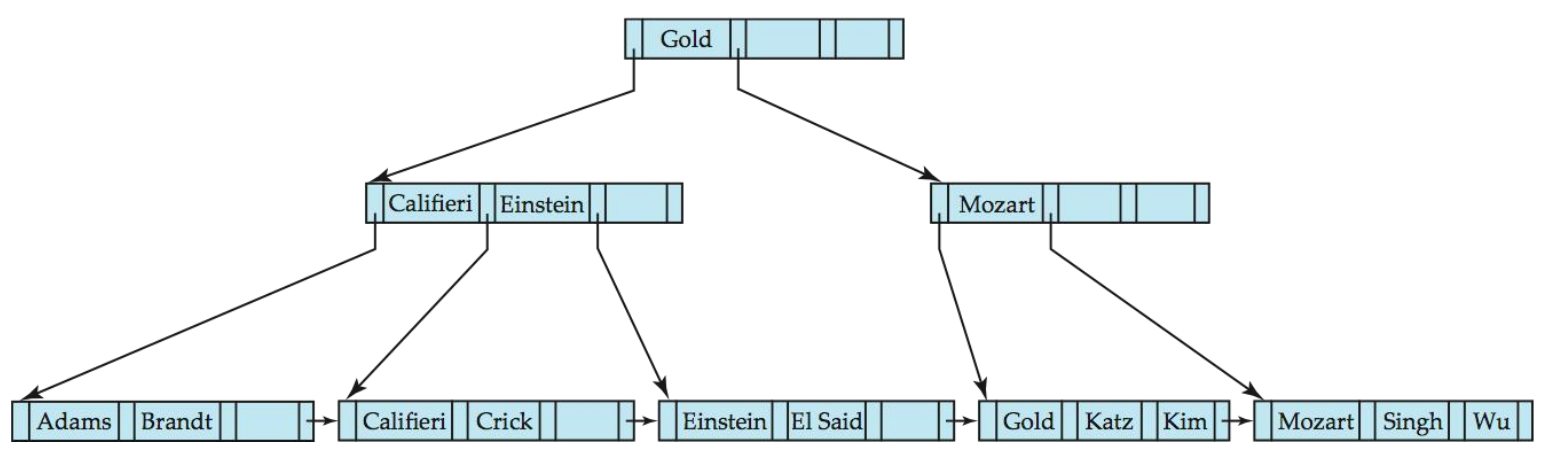 Gold
Califieri Einstein
Mozart
Adams Brandt
Califieri Crick
Einstein El Said
Gold Katz Kim
Mozart Singh Wu